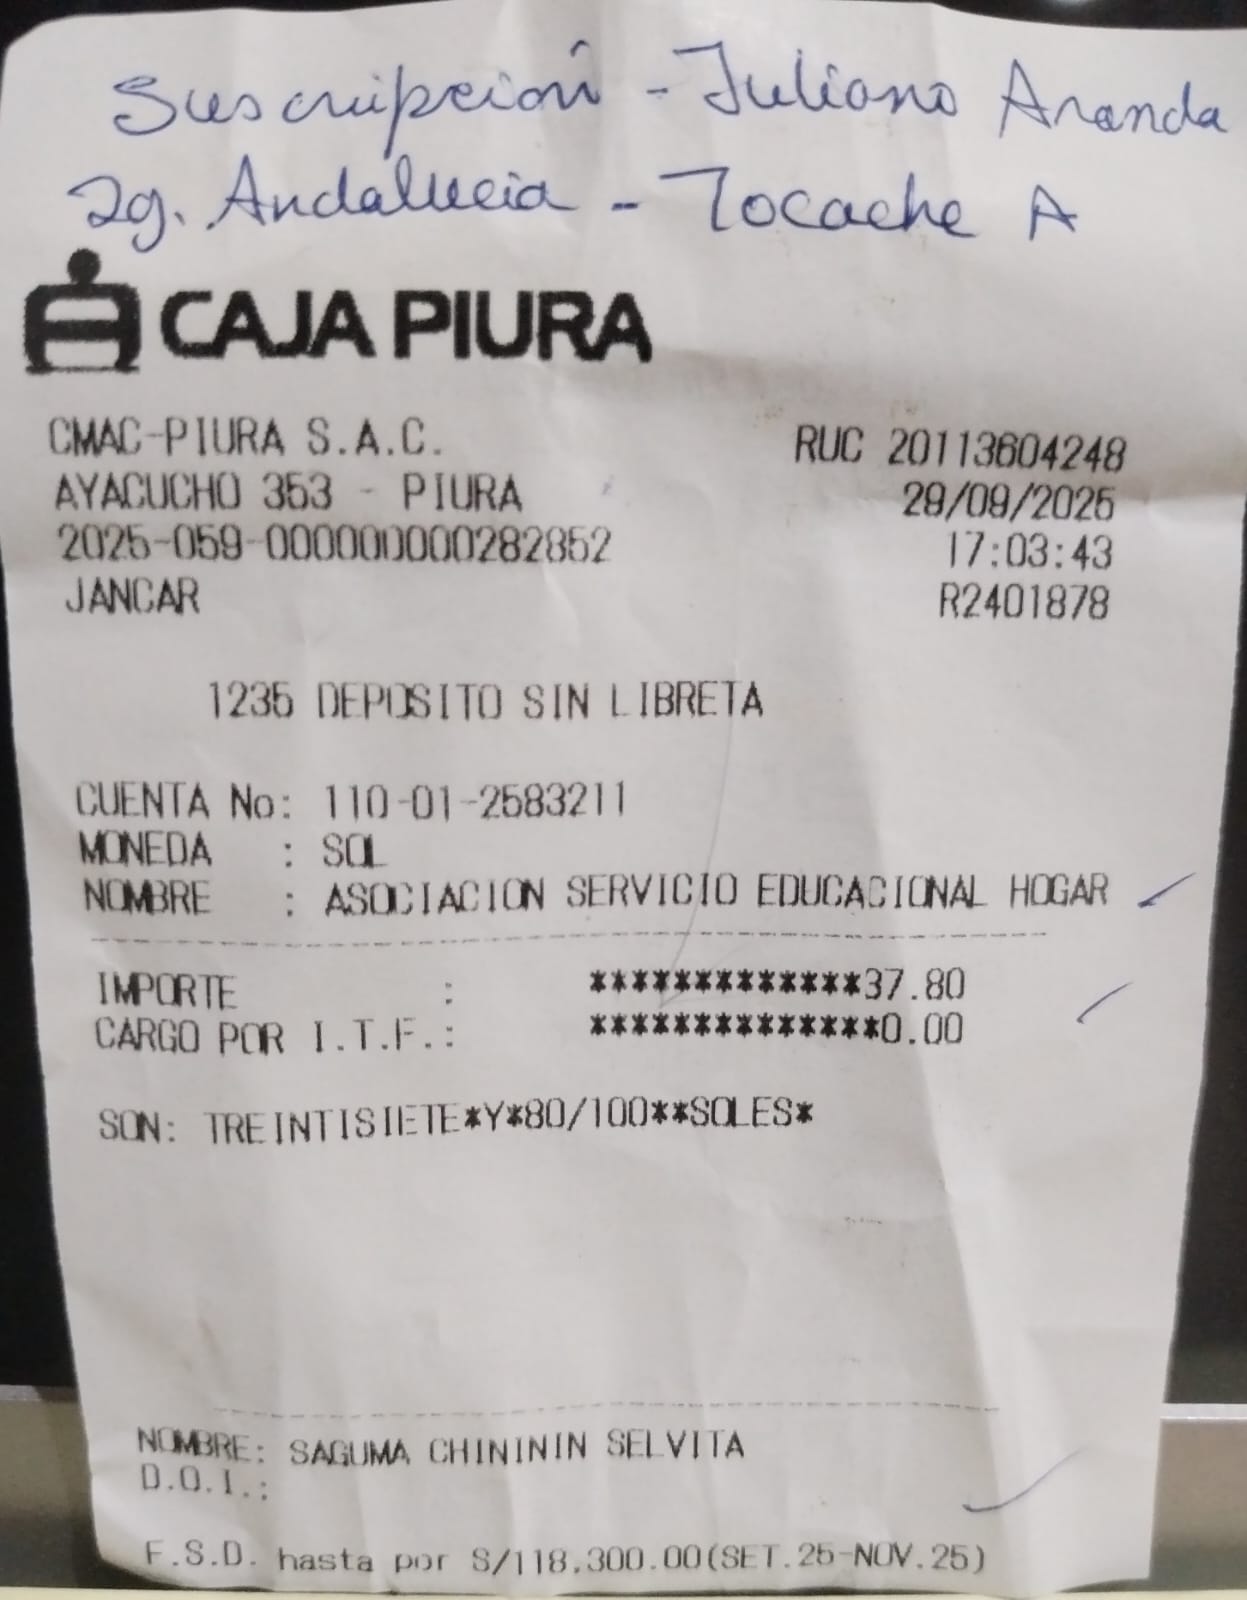 Suscripción - Juliana Aranda
Ig. Andalucia - Tocache A
CAJA PIURA
CMAC-PIURA S.A.C. RUC 20113604248
AYACUCHO 353 - PIURA 29/09/2025
2025-059-000000000282852 17:03:43
JANCAR R2401878
1235 DEPOSITO SIN LIBRETA
CUENTA No: 110-01-2583211
MONEDA : SOL
NOMBRE : ASOCIACION SERVICIO EDUCACIONAL HOGAR
IMPORTE : *************37.80
CARGO POR I.T.F.: **************0.00
SON: TREINTISIETE*Y*80/100**SOLES*
NOMBRE: SAGUMA CHINININ SELVITA
D.O.I.:
F.S.D. hasta por S/118,300.00(SET.25-NOV.25)